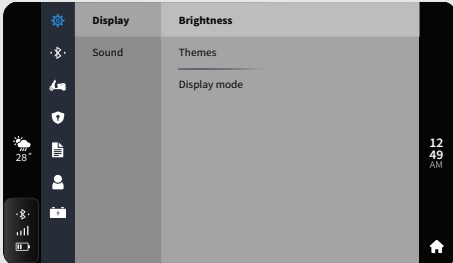 Display
Sound
Brightness
Themes
Display mode
28°
12
49
AM